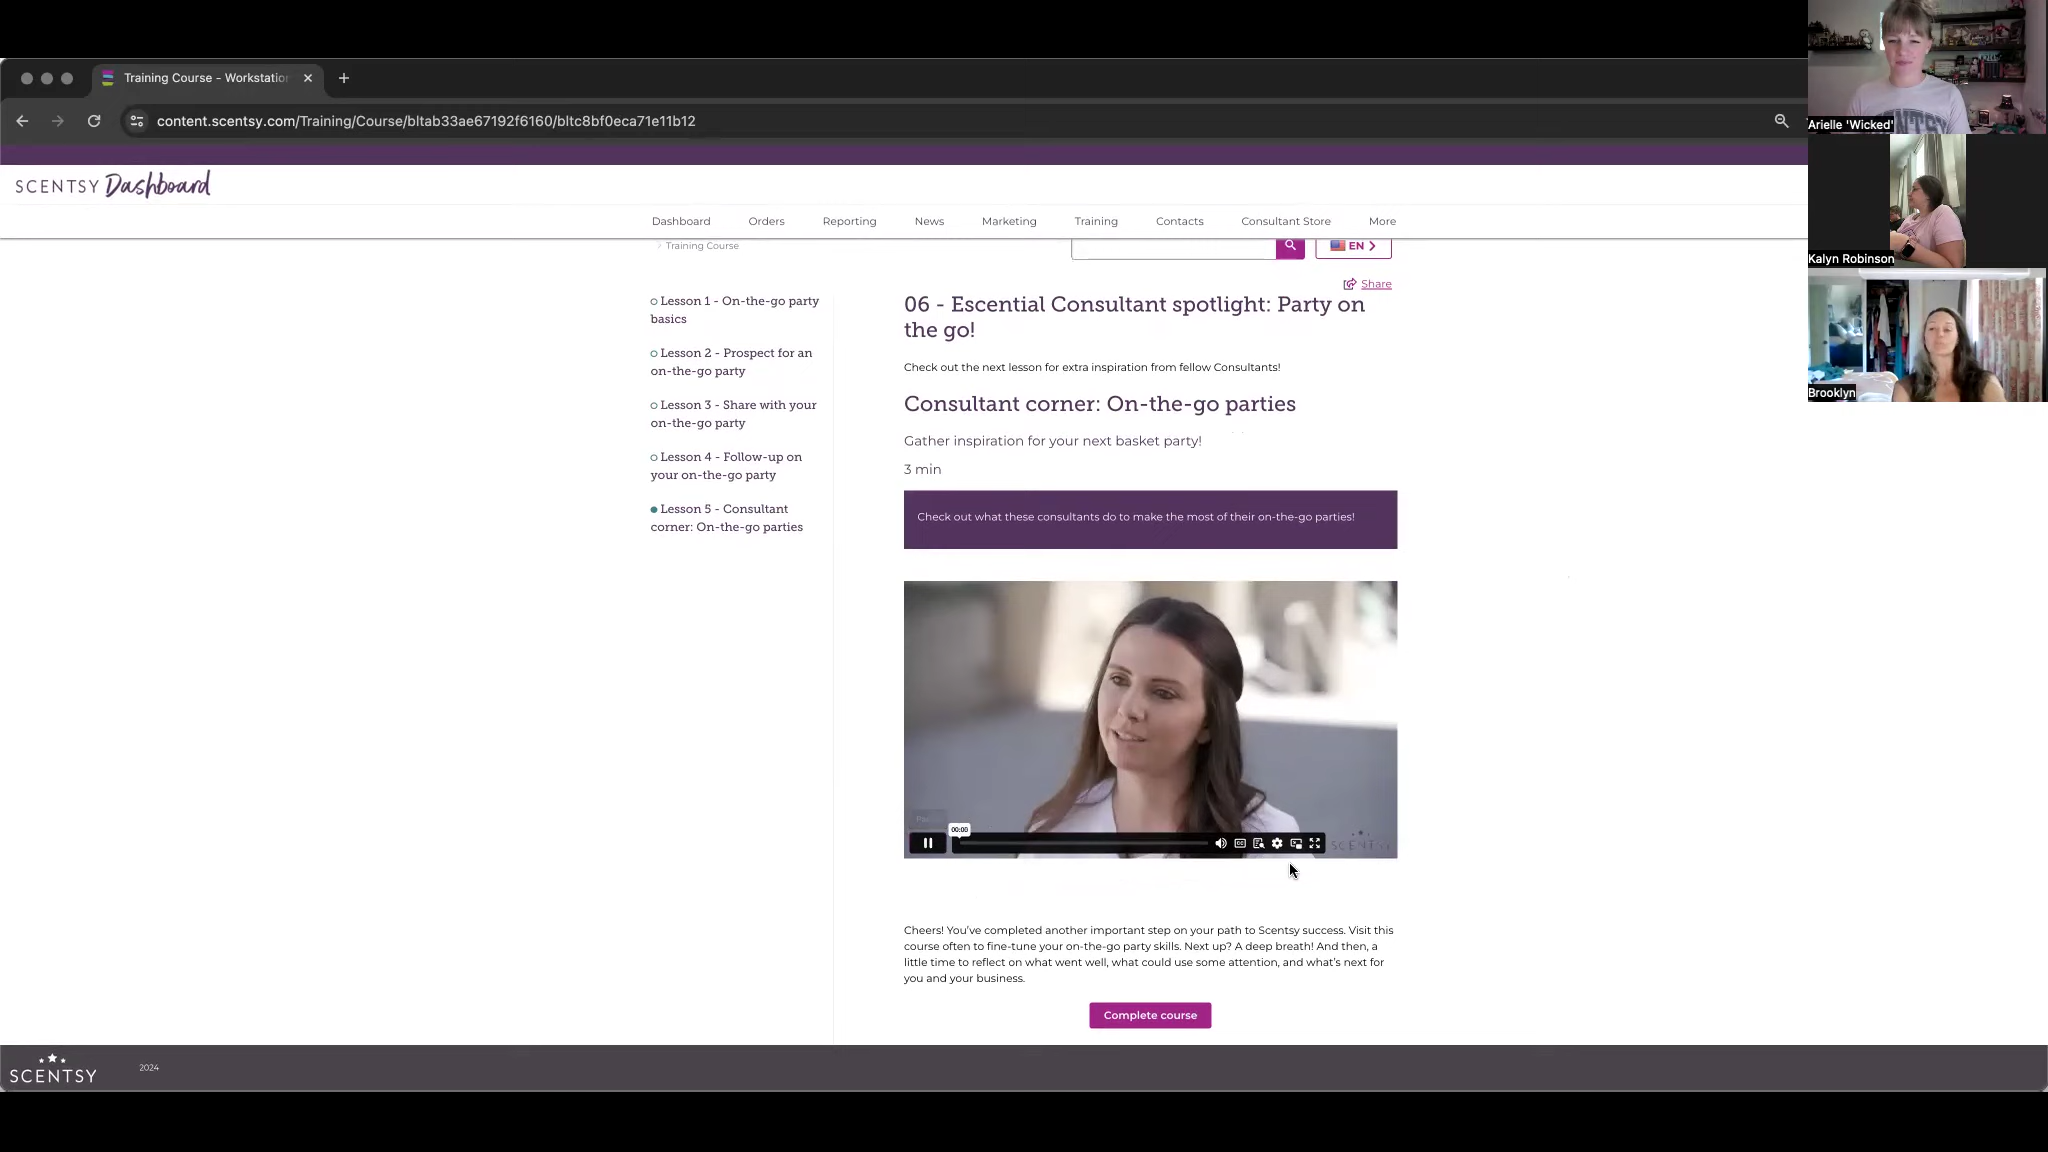 Training Course - Workstatio
content.scentsy.com/Training/Course/bltab33ae67192f6160/bltc8bf0eca71e11b12
SCENTSY Dashboard
Dashboard Orders Reporting News Marketing Training Contacts Consultant Store More
Training Course
EN
Share
Lesson 1 - On-the-go party
basics
Lesson 2 - Prospect for an
on-the-go party
Lesson 3 - Share with your
on-the-go party
Lesson 4 - Follow-up on
your on-the-go party
Lesson 5 - Consultant
corner: On-the-go parties
06 - Escential Consultant spotlight: Party on
the go!
Check out the next lesson for extra inspiration from fellow Consultants!
Consultant corner: On-the-go parties
Gather inspiration for your next basket party!
3 min
Check out what these consultants do to make the most of their on-the-go parties!
00:00
CC
SCENTSY
Cheers! You've completed another important step on your path to Scentsy success. Visit this
course often to fine-tune your on-the-go party skills. Next up? A deep breath! And then, a
little time to reflect on what went well, what could use some attention, and what's next for
you and your business.
Complete course
SCENTSY
2024
Arielle 'Wicked'
Kalyn Robinson
Brooklyn